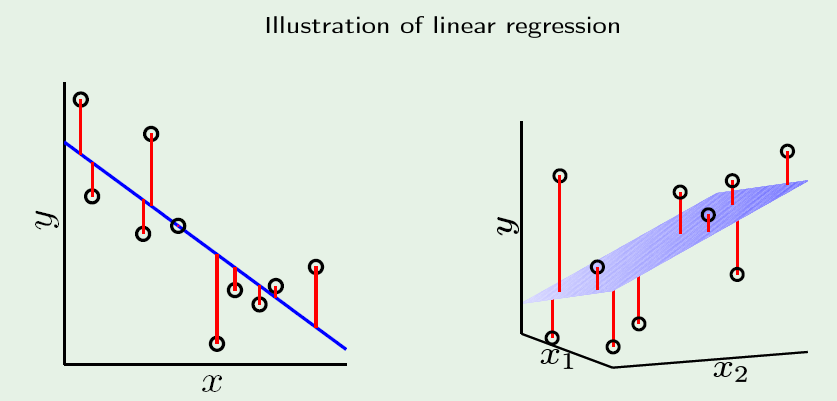 Illustration of linear regression
y
x
y
x₁
x₂